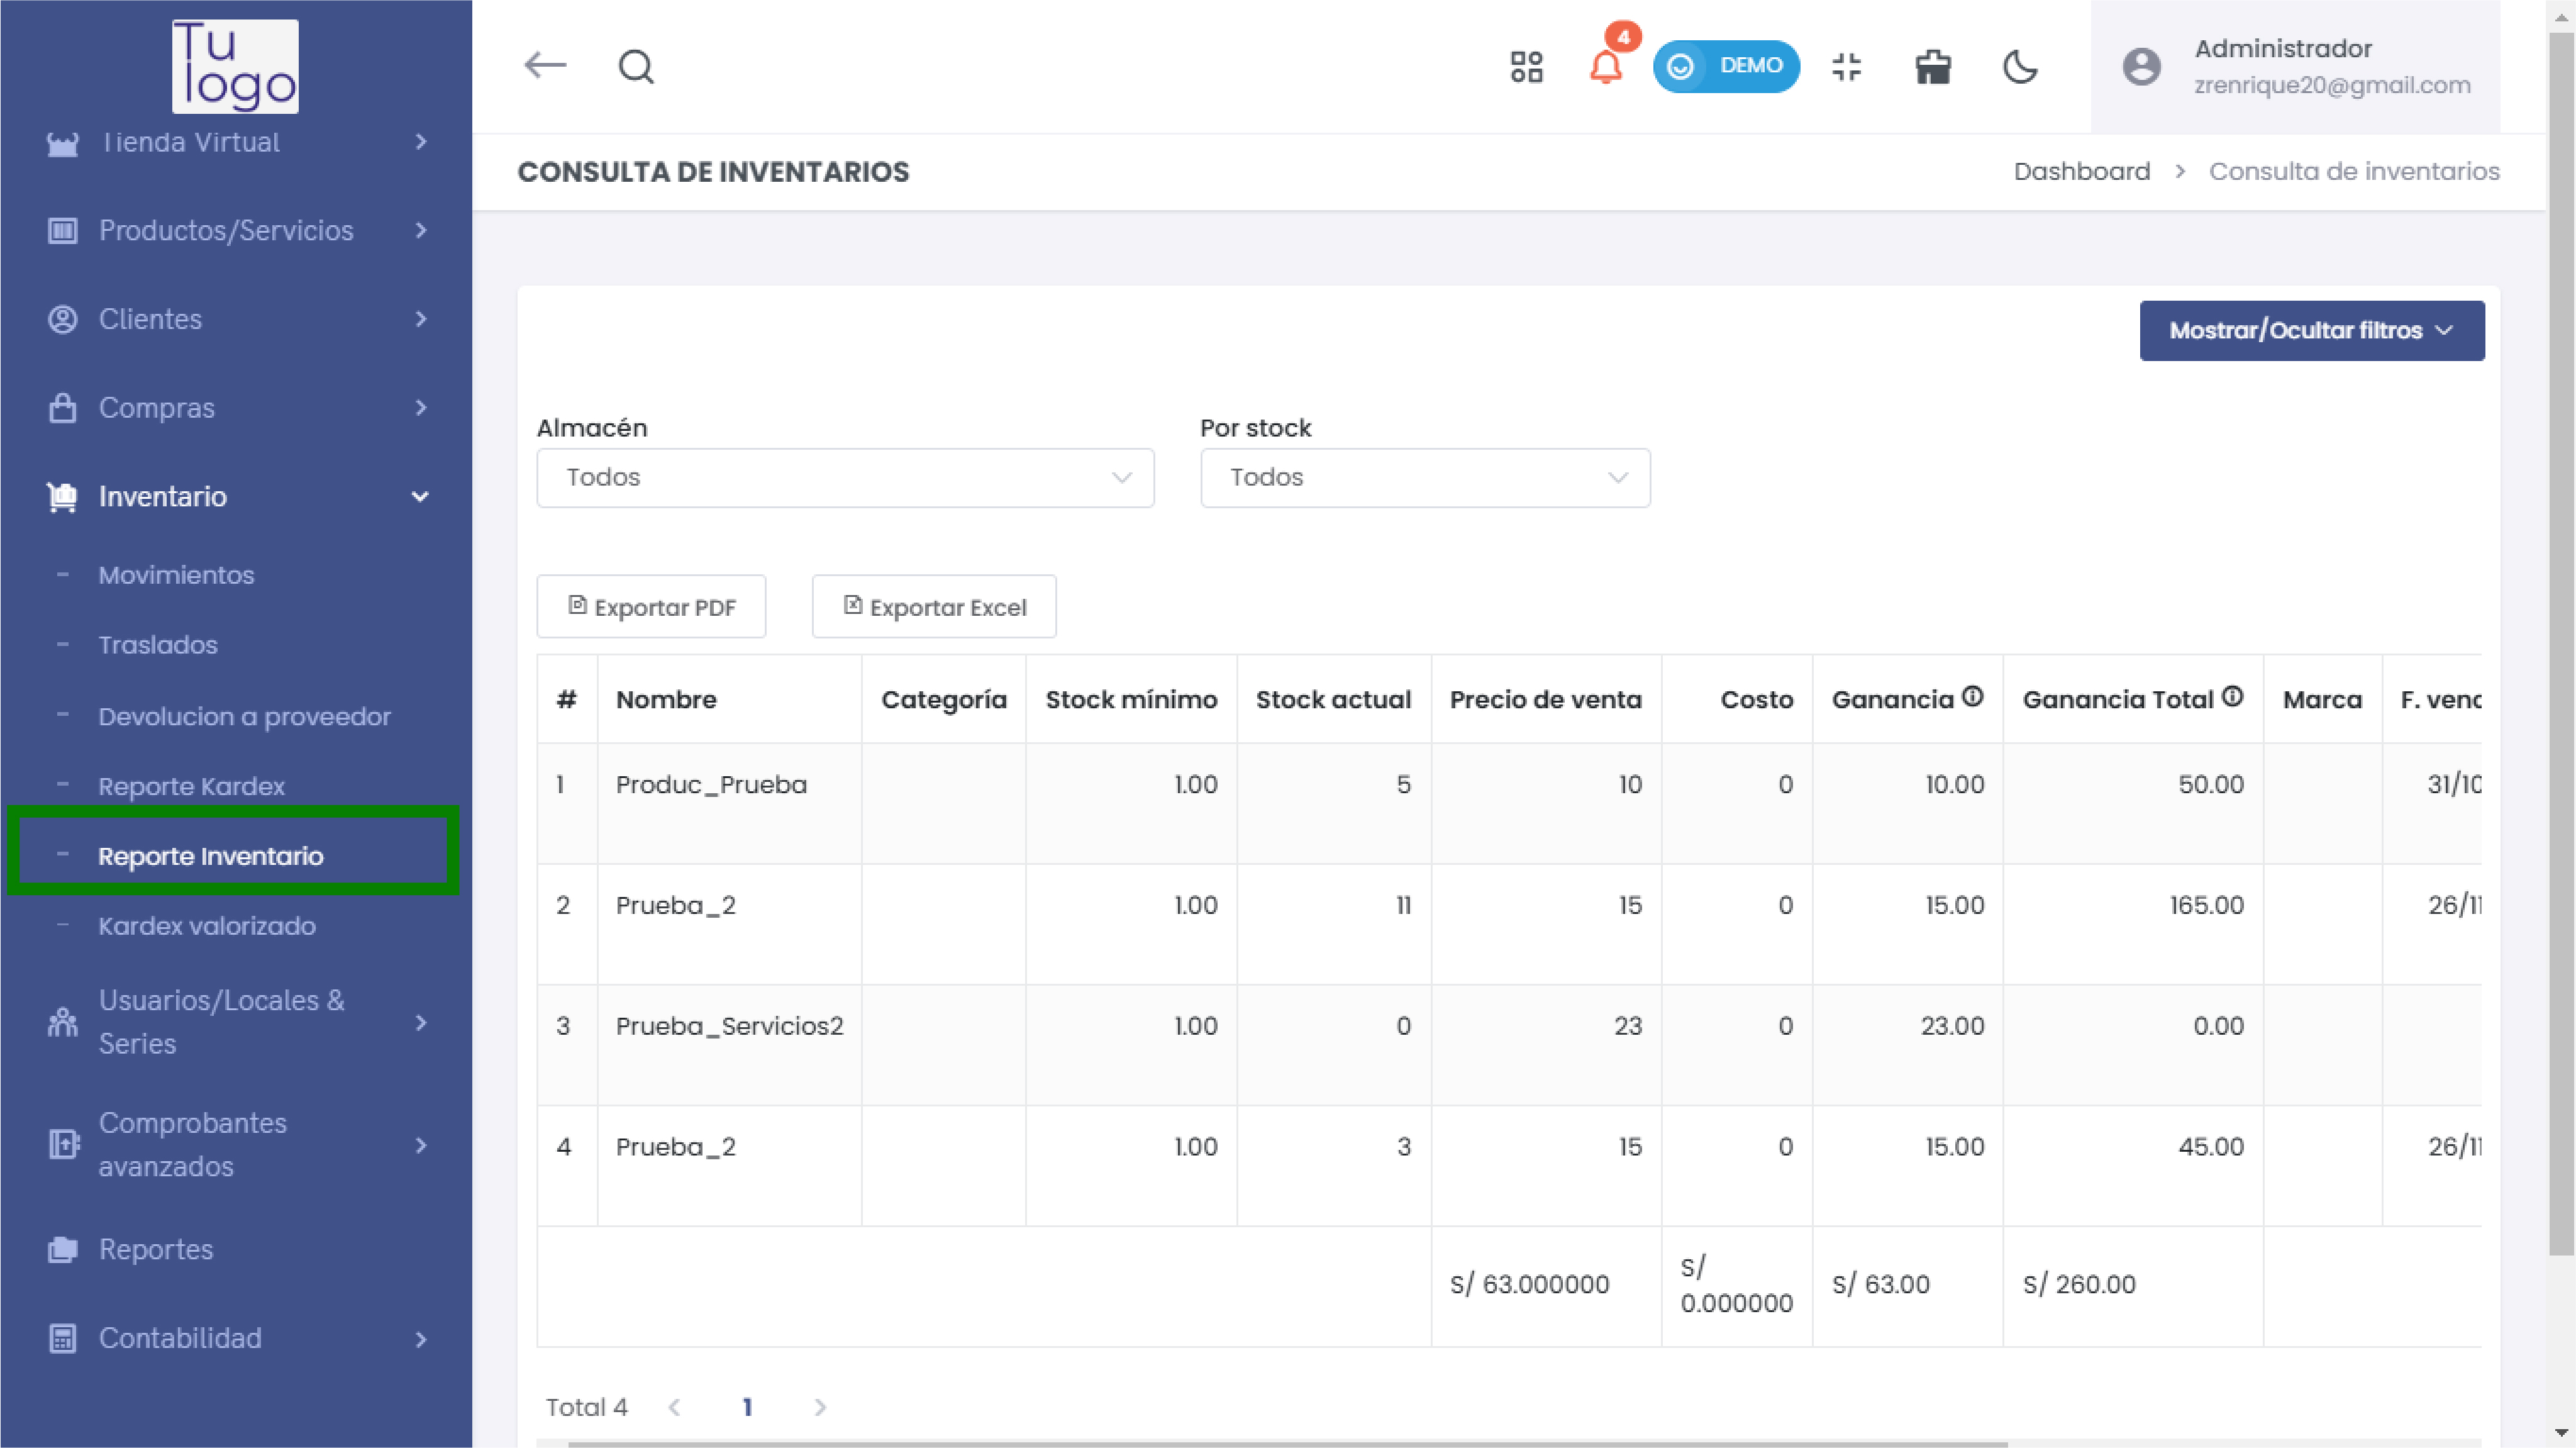 Tu
logo
Tienda Virtual
Productos/Servicios
Clientes
Compras
Inventario
- Movimientos
- Traslados
- Devolucion a proveedor
- Reporte Kardex
- Reporte Inventario
- Kardex valorizado
Usuarios/Locales &
Series
Comprobantes
avanzados
Reportes
Contabilidad
4
DEMO
Administrador
zrenrique20@gmail.com
CONSULTA DE INVENTARIOS
Dashboard > Consulta de inventarios
Mostrar/Ocultar filtros
Almacén Por stock
Todos Todos
Exportar PDF Exportar Excel
# Nombre Categoría Stock mínimo Stock actual Precio de venta Costo Ganancia Ganancia Total Marca F. venc
1 Produc_Prueba 1.00 5 10 0 10.00 50.00 31/10
2 Prueba_2 1.00 11 15 0 15.00 165.00 26/11
3 Prueba_Servicios2 1.00 0 23 0 23.00 0.00
4 Prueba_2 1.00 3 15 0 15.00 45.00 26/11
S/ 63.000000 S/ 0.000000 S/ 63.00 S/ 260.00
Total 4 < 1 >